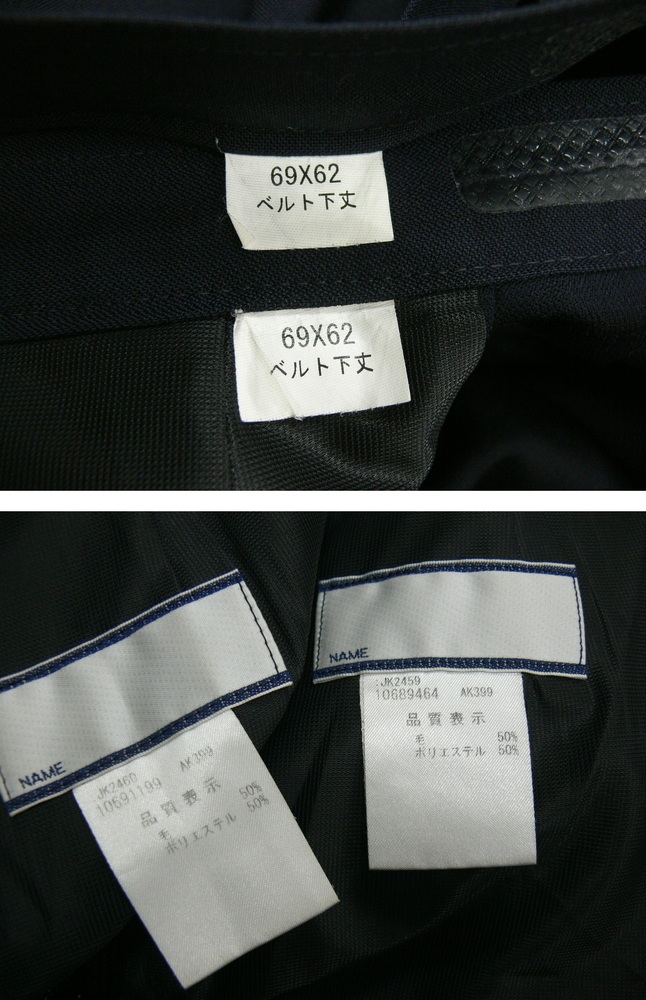 69X62
ベルト下丈
69X62
ベルト下丈
NAME
JK2460
10691199 AK399
品質表示
毛 50%
ポリエステル 50%
NAME
:JK2459
10689464 AK399
品質表示
毛 50%
ポリエステル 50%